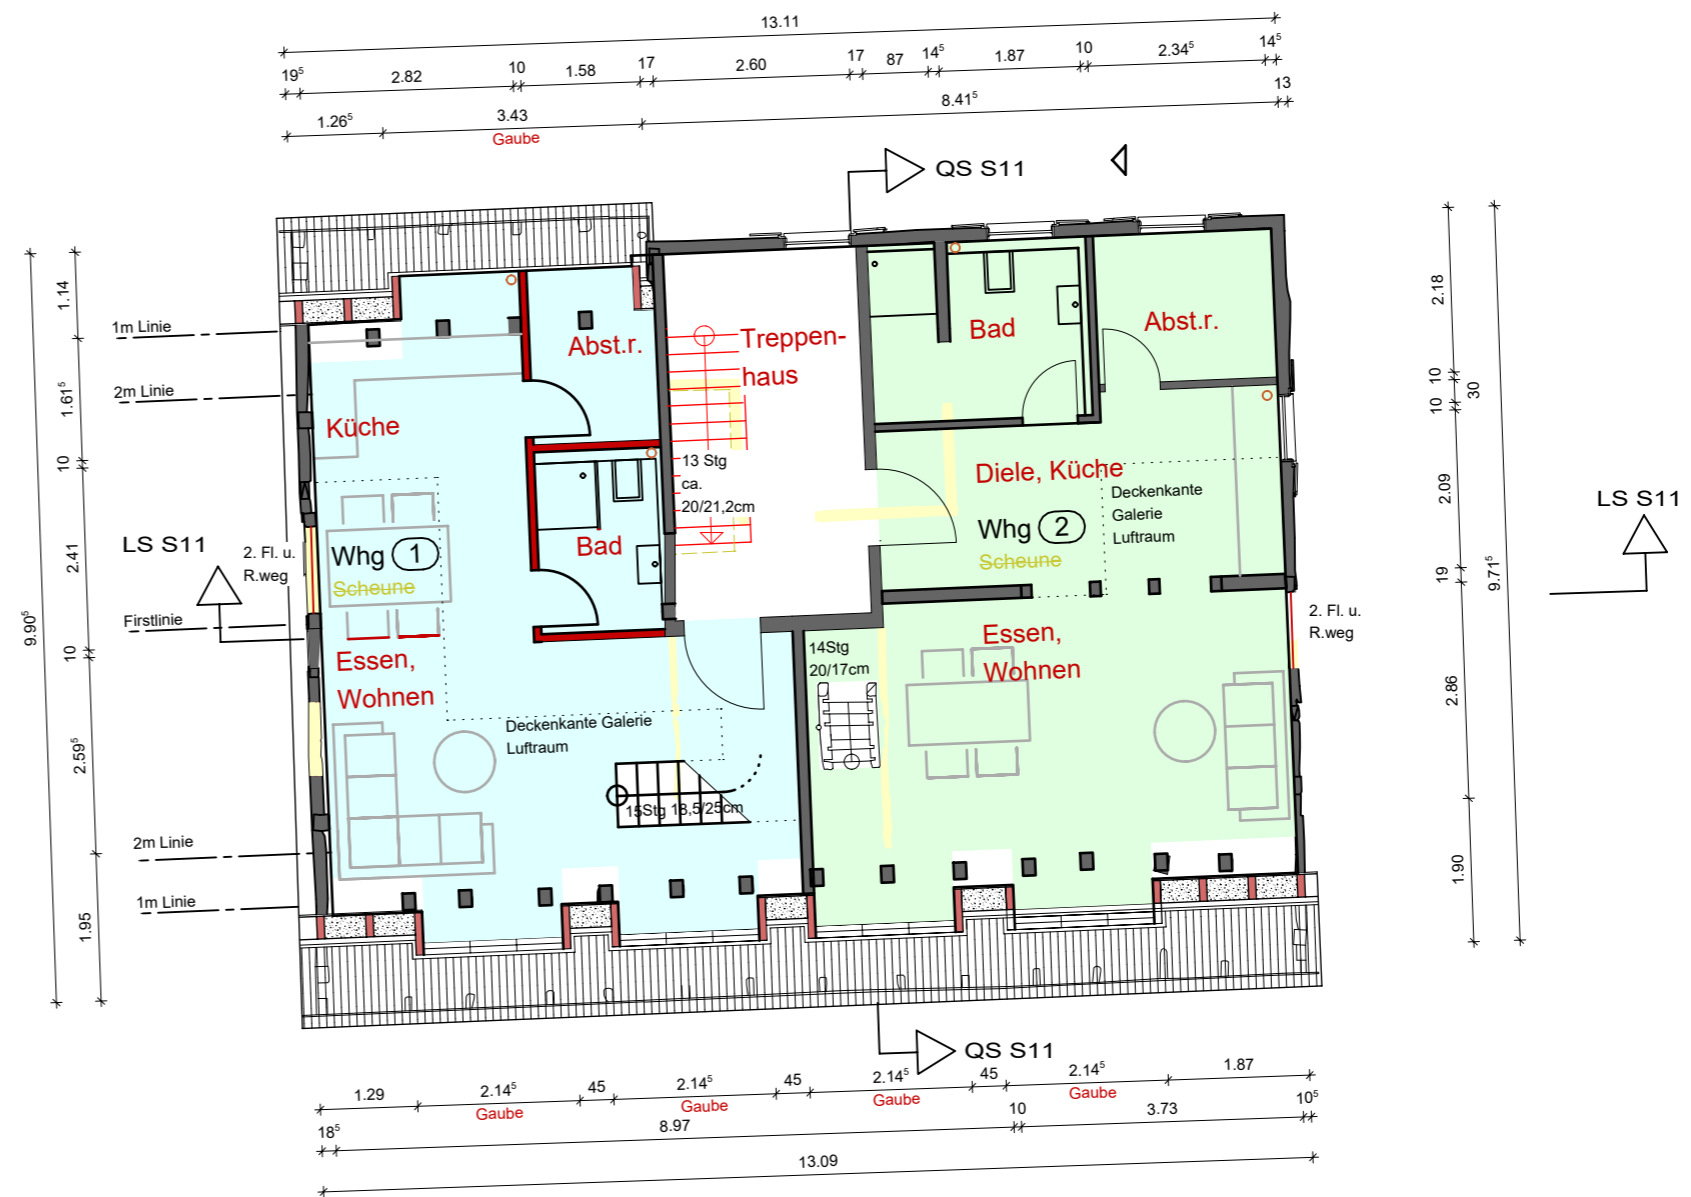 13.11
19⁵ 2.82 10 1.58 17 2.60 17 87 14⁵ 1.87 10 2.34⁵ 14⁵
1.26⁵ 3.43 8.41⁵ 13
Gaube
QS S11
1m Linie
2m Linie
LS S11
Firstlinie
2m Linie
1m Linie
9.90⁵
1.14
1.61⁵
10
2.41
10
2.59⁵
1.95
2. Fl. u.
R.weg
Küche
Abst.r.
Whg 1
Scheune
Bad
Essen,
Wohnen
Deckenkante Galerie
Luftraum
15Stg 18,5/25cm
Treppen-
haus
13 Stg
ca.
20/21,2cm
Bad
Abst.r.
Diele, Küche
Deckenkante
Galerie
Luftraum
Whg 2
Scheune
Essen,
Wohnen
14Stg
20/17cm
2. Fl. u.
R.weg
2.18
10
10
30
2.09
19
9.71⁵
2.86
1.90
LS S11
QS S11
1.29 2.14⁵ 45 2.14⁵ 45 2.14⁵ 45 2.14⁵ 1.87
Gaube Gaube Gaube Gaube
18⁵ 8.97 10 3.73 10⁵
13.09